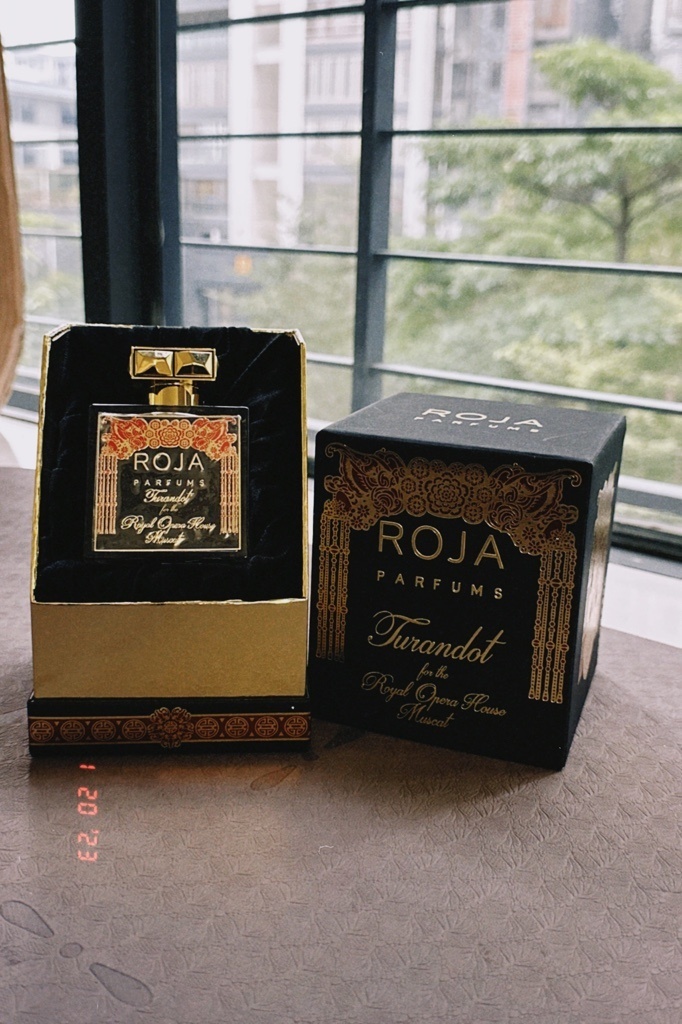 ROJA
PARFUMS
Turandot
for the
Royal Opera House
Muscat
ROJA
PARFUMS
ROJA
PARFUMS
Turandot
for the
Royal Opera House
Muscat
1 20 '23